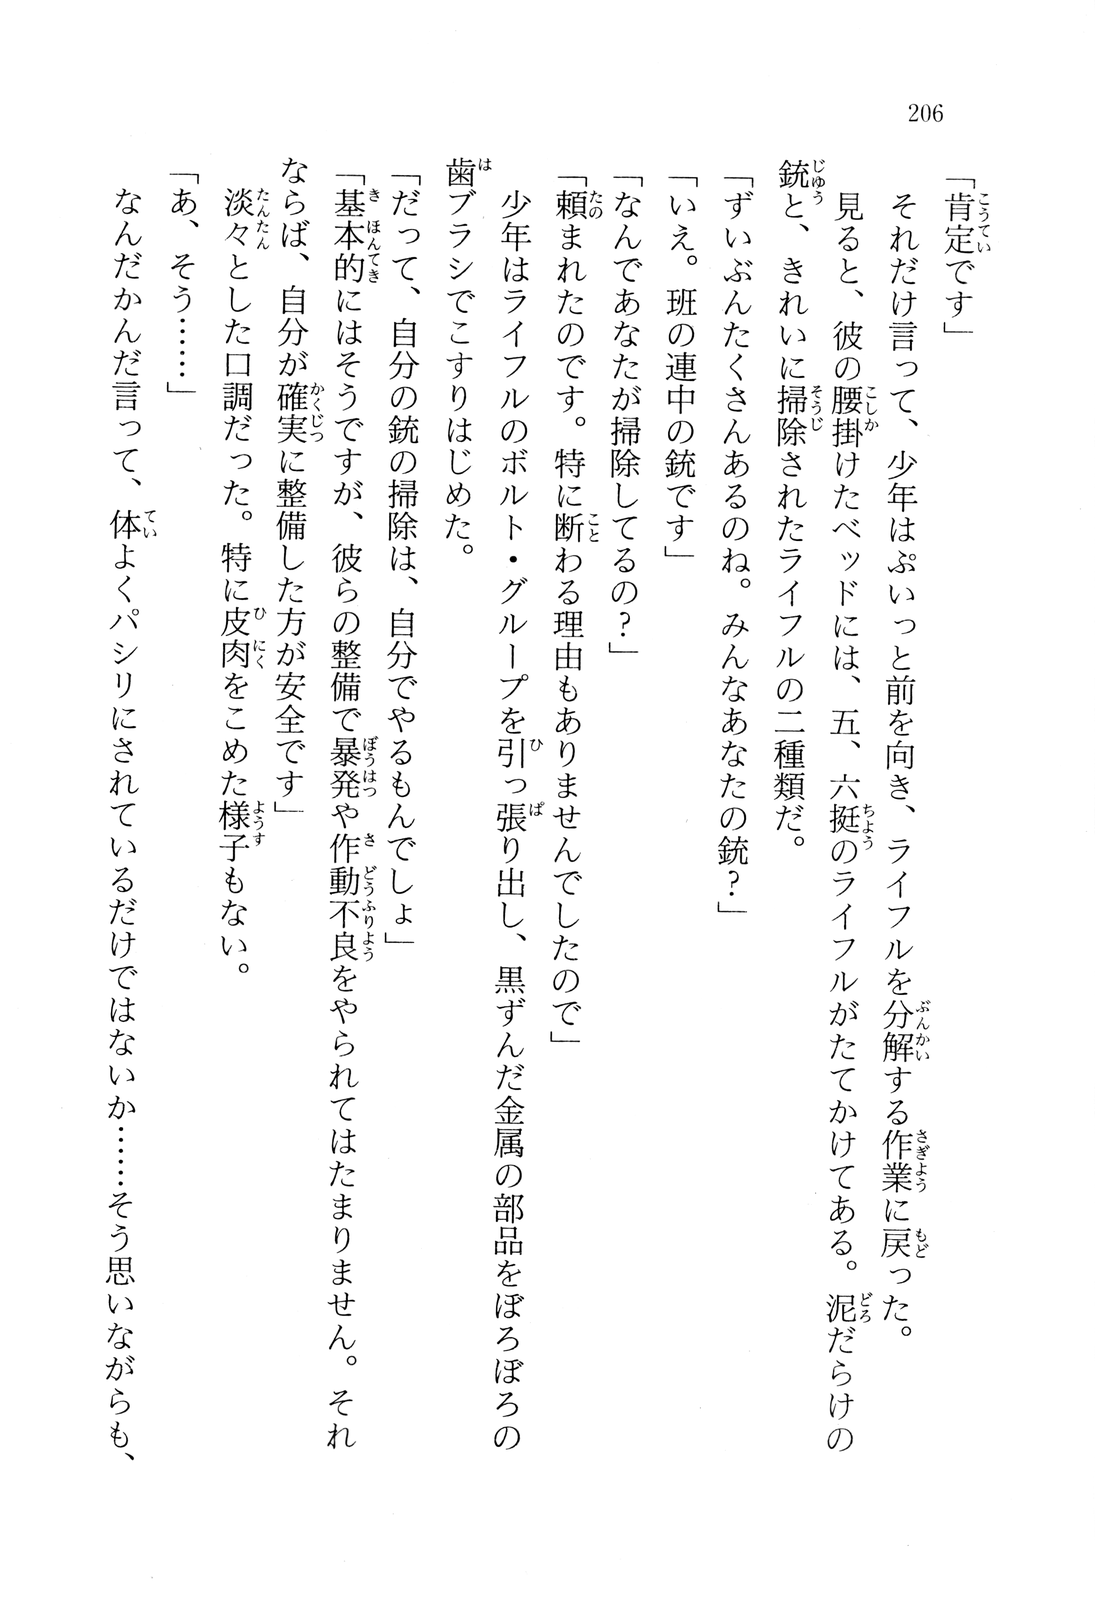 206
「肯定です」
それだけ言って、少年はぷいっと前を向き、ライフルを分解する作業に戻った。
見ると、彼の腰掛けたベッドには、五、六挺のライフルがたてかけてある。泥だらけの
銃と、きれいに掃除されたライフルの二種類だ。
「ずいぶんたくさんあるのね。みんなあなたの銃？」
「いえ。班の連中の銃です」
「なんであなたが掃除してるの？」
「頼まれたのです。特に断わる理由もありませんでしたので」
少年はライフルのボルト・グループを引っ張り出し、黒ずんだ金属の部品をぼろぼろの
歯ブラシでこすりはじめた。
「だって、自分の銃の掃除は、自分でやるもんでしょ」
「基本的にはそうですが、彼らの整備で暴発や作動不良をやられてはたまりません。それ
ならば、自分が確実に整備した方が安全です」
淡々とした口調だった。特に皮肉をこめた様子もない。
「あ、そう……」
なんだかんだ言って、体よくパシリにされているだけではないか……そう思いながらも、